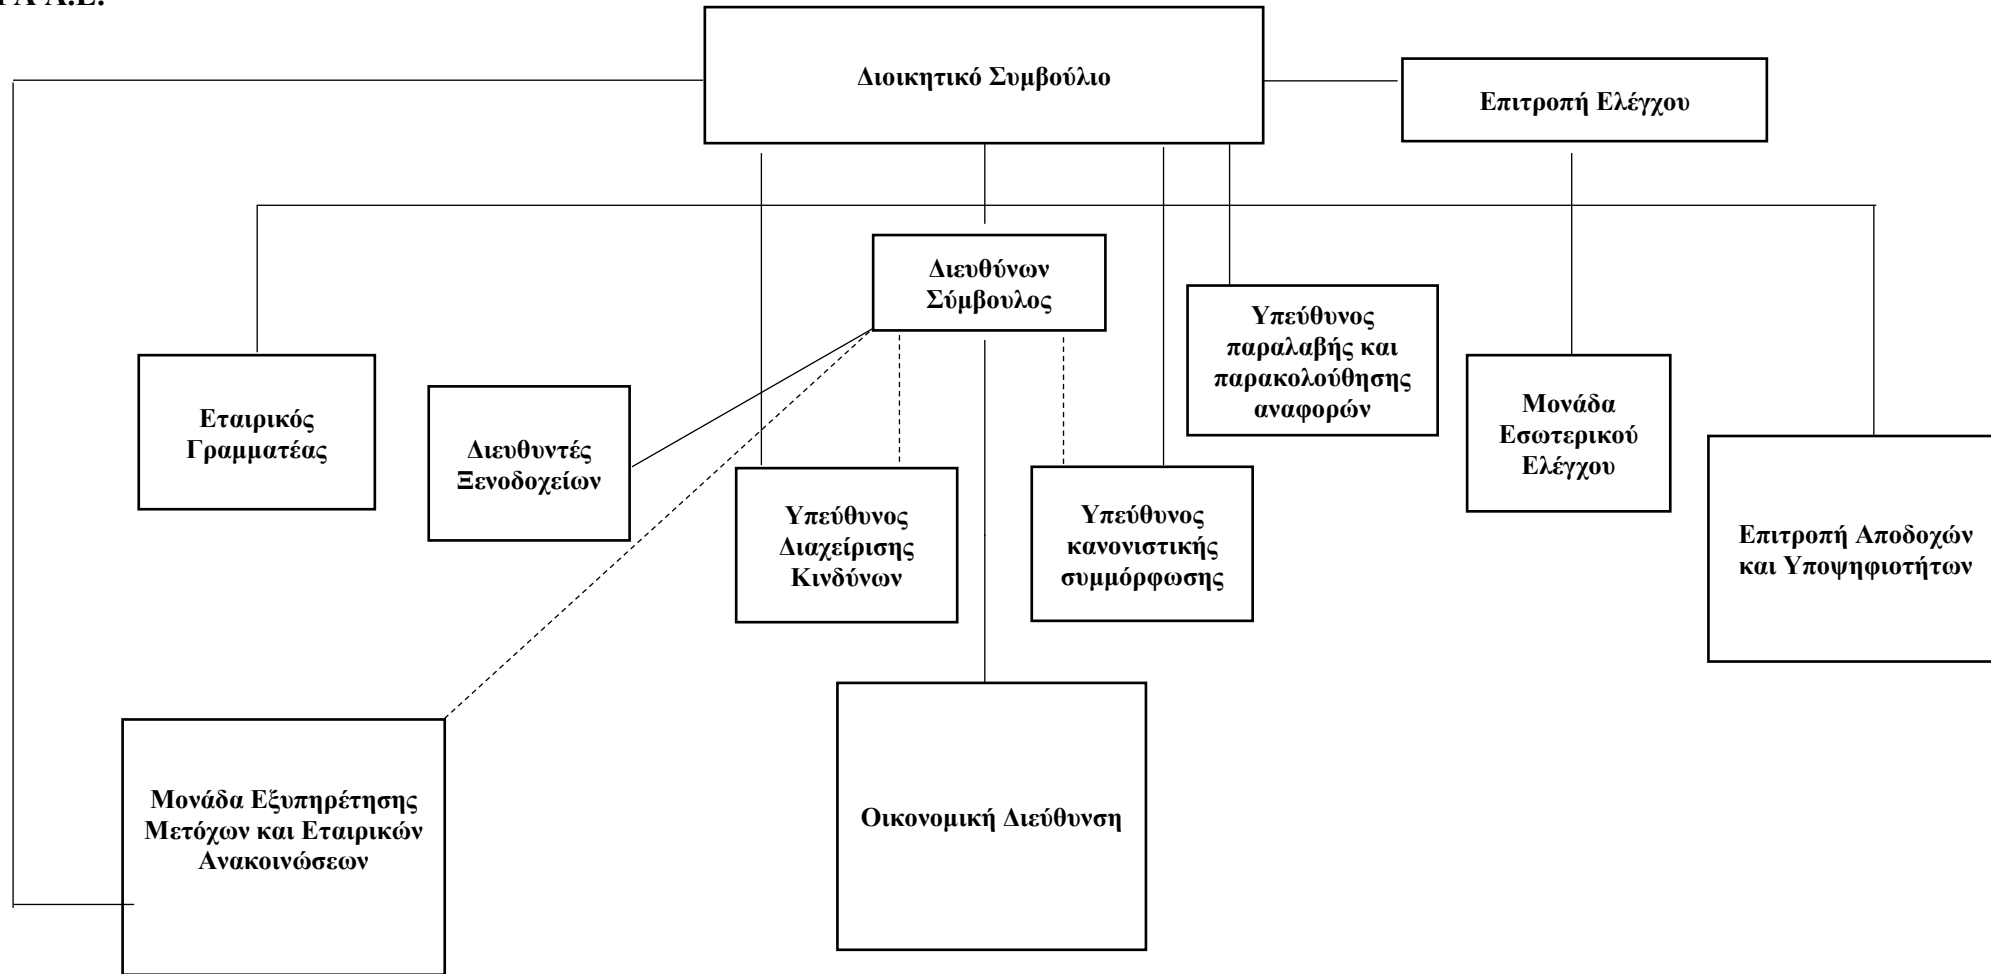 Α.Ε.
Διοικητικό Συμβούλιο
Επιτροπή Ελέγχου
Διευθύνων
Σύμβουλος
Υπεύθυνος
παραλαβής και
παρακολούθησης
αναφορών
Εταιρικός
Γραμματέας
Διευθυντές
Ξενοδοχείων
Μονάδα
Εσωτερικού
Ελέγχου
Υπεύθυνος
Διαχείρισης
Κινδύνων
Υπεύθυνος
κανονιστικής
συμμόρφωσης
Επιτροπή Αποδοχών
και Υποψηφιοτήτων
Μονάδα Εξυπηρέτησης
Μετόχων και Εταιρικών
Ανακοινώσεων
Οικονομική Διεύθυνση